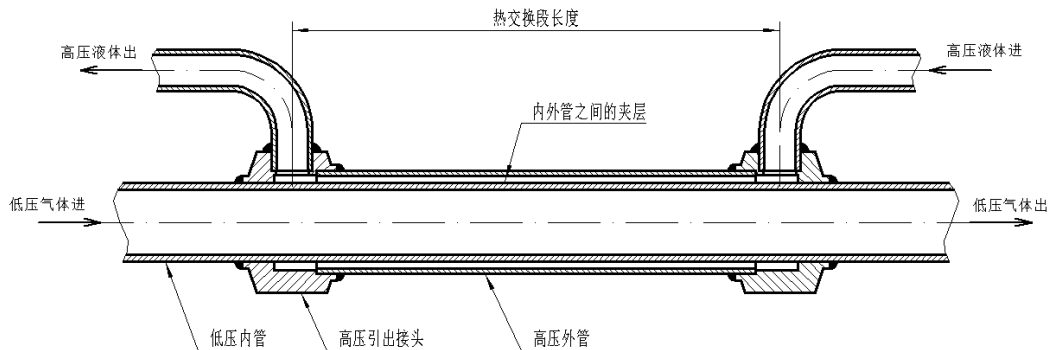 热交换段长度
高压液体出
高压液体进
内外管之间的夹层
低压气体进
低压气体出
低压内管
高压引出接头
高压外管